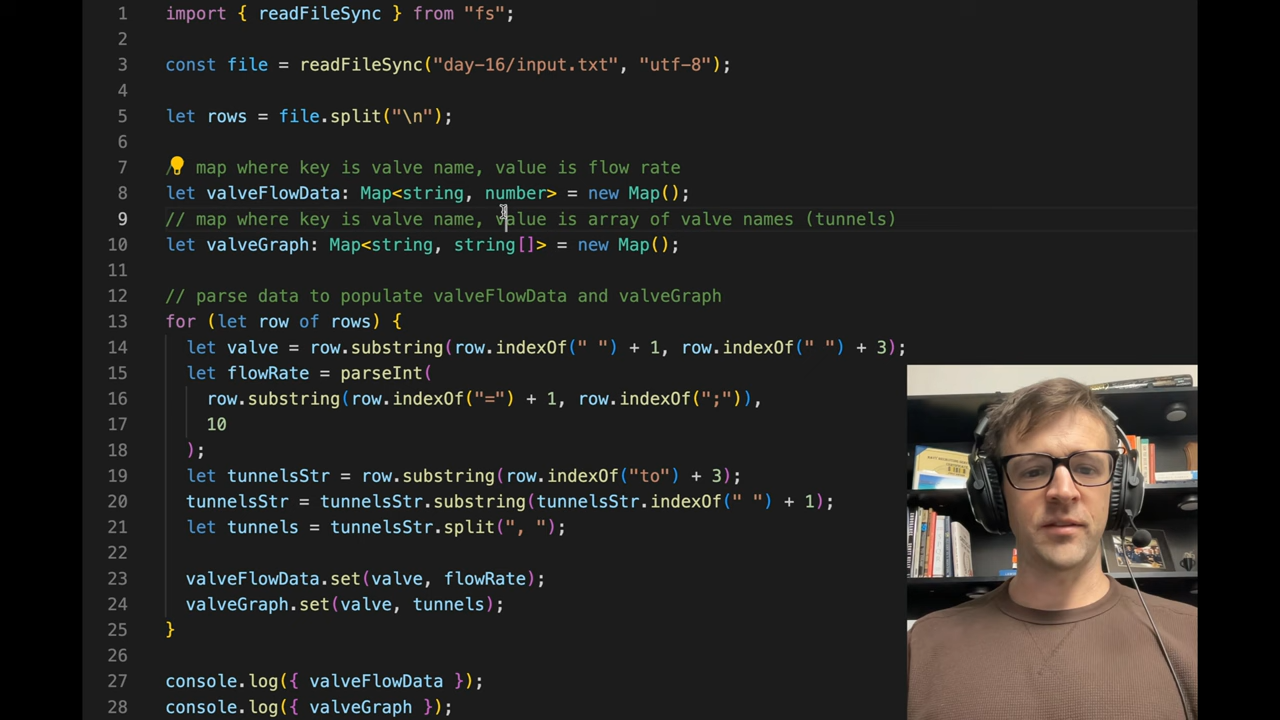 1 import { readFileSync } from "fs";
2
3 const file = readFileSync("day-16/input.txt", "utf-8");
4
5 let rows = file.split("\n");
6
7 map where key is valve name, value is flow rate
8 let valveFlowData: Map<string, number> = new Map();
9 // map where key is valve name, value is array of valve names (tunnels)
10 let valveGraph: Map<string, string[]> = new Map();
11
12 // parse data to populate valveFlowData and valveGraph
13 for (let row of rows) {
14 let valve = row.substring(row.indexOf(" ") + 1, row.indexOf(" ") + 3);
15 let flowRate = parseInt(
16 row.substring(row.indexOf("=") + 1, row.indexOf(";")),
17 10
18 );
19 let tunnelsStr = row.substring(row.indexOf("to") + 3);
20 tunnelsStr = tunnelsStr.substring(tunnelsStr.indexOf(" ") + 1);
21 let tunnels = tunnelsStr.split(", ");
22
23 valveFlowData.set(valve, flowRate);
24 valveGraph.set(valve, tunnels);
25 }
26
27 console.log({ valveFlowData });
28 console.log({ valveGraph });